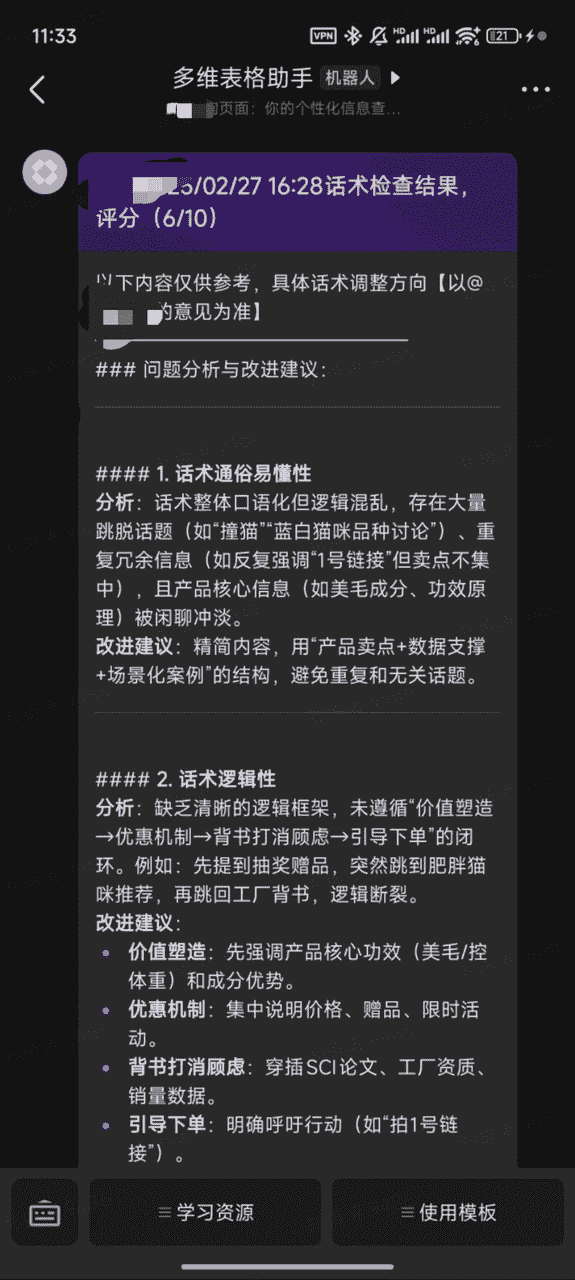 11:33
VPN
HD
HD
6
21
多维表格助手 机器人
页面：你的个性化信息查...
/02/27 16:28话术检查结果，
评分（6/10）
以下内容仅供参考，具体话术调整方向【以@
的意见为准】
### 问题分析与改进建议：
#### 1. 话术通俗易懂性
分析：话术整体口语化但逻辑混乱，存在大量
跳脱话题（如“撞猫”“蓝白猫咪品种讨论”）、重
复冗余信息（如反复强调“1号链接”但卖点不集
中），且产品核心信息（如美毛成分、功效原
理）被闲聊冲淡。
改进建议：精简内容，用“产品卖点+数据支撑
+场景化案例”的结构，避免重复和无关话题。
#### 2. 话术逻辑性
分析：缺乏清晰的逻辑框架，未遵循“价值塑造
→优惠机制→背书打消顾虑→引导下单”的闭
环。例如：先提到抽奖赠品，突然跳到肥胖猫
咪推荐，再跳回工厂背书，逻辑断裂。
改进建议：
• 价值塑造：先强调产品核心功效（美毛/控
体重）和成分优势。
• 优惠机制：集中说明价格、赠品、限时活
动。
• 背书打消顾虑：穿插SCI论文、工厂资质、
销量数据。
• 引导下单：明确呼吁行动（如“拍1号链
接”）。
学习资源
使用模板